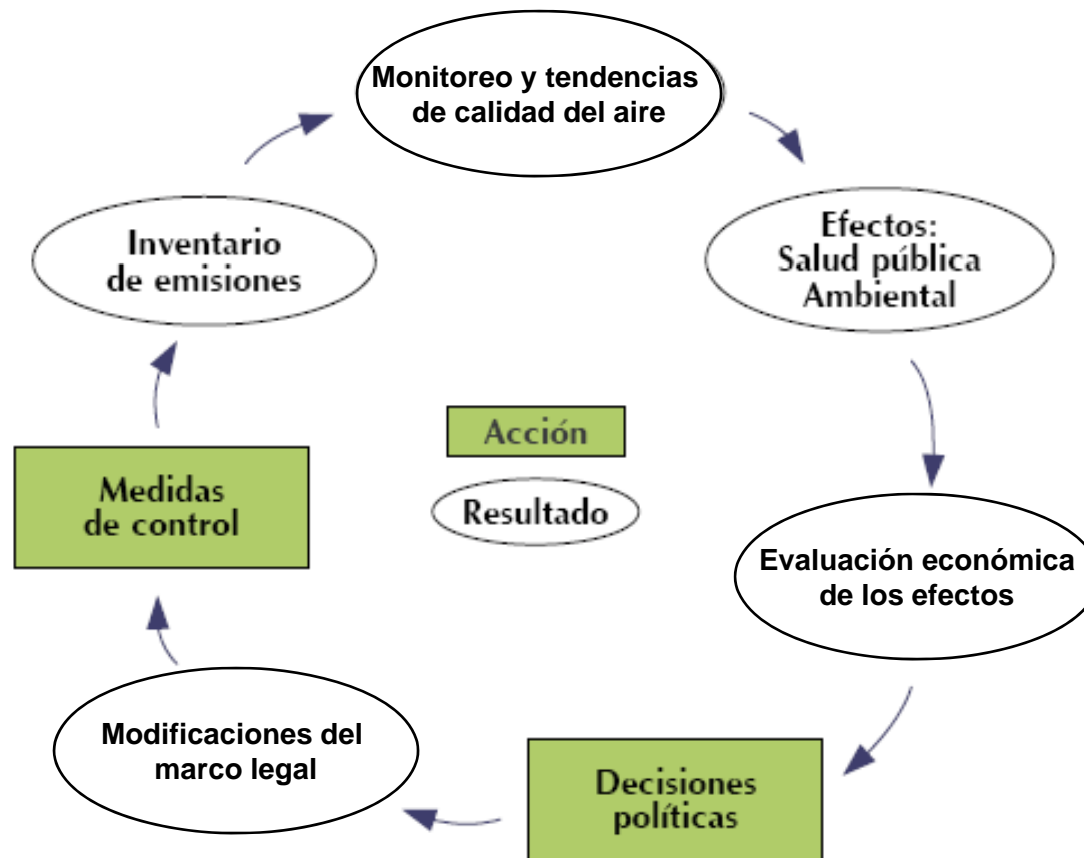 Monitoreo y tendencias
de calidad del aire
Efectos:
Salud pública
Ambiental
Evaluación económica
de los efectos
Decisiones
políticas
Modificaciones del
marco legal
Medidas
de control
Inventario
de emisiones
Acción
Resultado